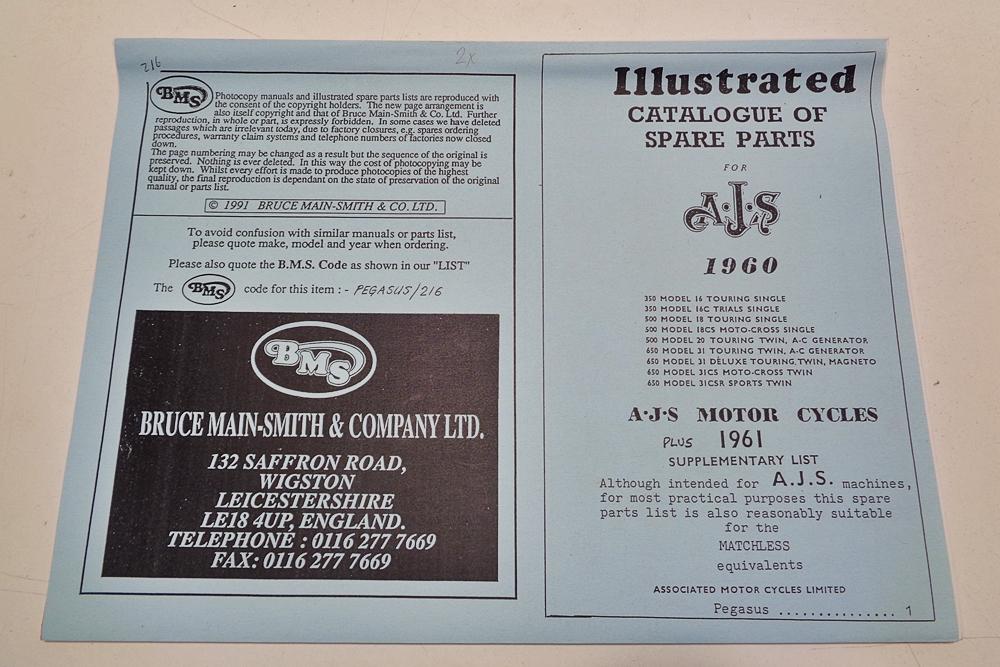 216
2x
BMS
Photocopy manuals and illustrated spare parts lists are reproduced with
the consent of the copyright holders. The new page arrangement is
also itself copyright and that of Bruce Main-Smith & Co. Ltd. Further
reproduction, in whole or part, is expressly forbidden. In some cases we have deleted
passages which are irrelevant today, due to factory closures, e.g. spares ordering
procedures, warranty claim systems and telephone numbers of factories now closed
down.
The page numbering may be changed as a result but the sequence of the original is
preserved. Nothing is ever deleted. In this way the cost of photocopying may be
kept down. Whilst every effort is made to produce photocopies of the highest
quality, the final reproduction is dependant on the state of preservation of the original
manual or parts list.
© 1991 BRUCE MAIN-SMITH & CO. LTD.
To avoid confusion with similar manuals or parts list,
please quote make, model and year when ordering.
Please also quote the B.M.S. Code as shown in our "LIST"
The BMS code for this item : - PEGASUS/216
BMS
BRUCE MAIN-SMITH & COMPANY LTD.
132 SAFFRON ROAD,
WIGSTON
LEICESTERSHIRE
LE18 4UP, ENGLAND.
TELEPHONE : 0116 277 7669
FAX: 0116 277 7669
Illustrated
CATALOGUE OF
SPARE PARTS
FOR
A·J·S
1960
350 MODEL 16 TOURING SINGLE
350 MODEL 16C TRIALS SINGLE
500 MODEL 18 TOURING SINGLE
500 MODEL 18CS MOTO-CROSS SINGLE
500 MODEL 20 TOURING TWIN, A-C GENERATOR
650 MODEL 31 TOURING TWIN, A-C GENERATOR
650 MODEL 31 DELUXE TOURING TWIN, MAGNETO
650 MODEL 31CS MOTO-CROSS TWIN
650 MODEL 31CSR SPORTS TWIN
A·J·S MOTOR CYCLES
PLUS 1961
SUPPLEMENTARY LIST
Although intended for A.J.S. machines,
for most practical purposes this spare
parts list is also reasonably suitable
for the
MATCHLESS
equivalents
ASSOCIATED MOTOR CYCLES LIMITED
Pegasus ............... 1